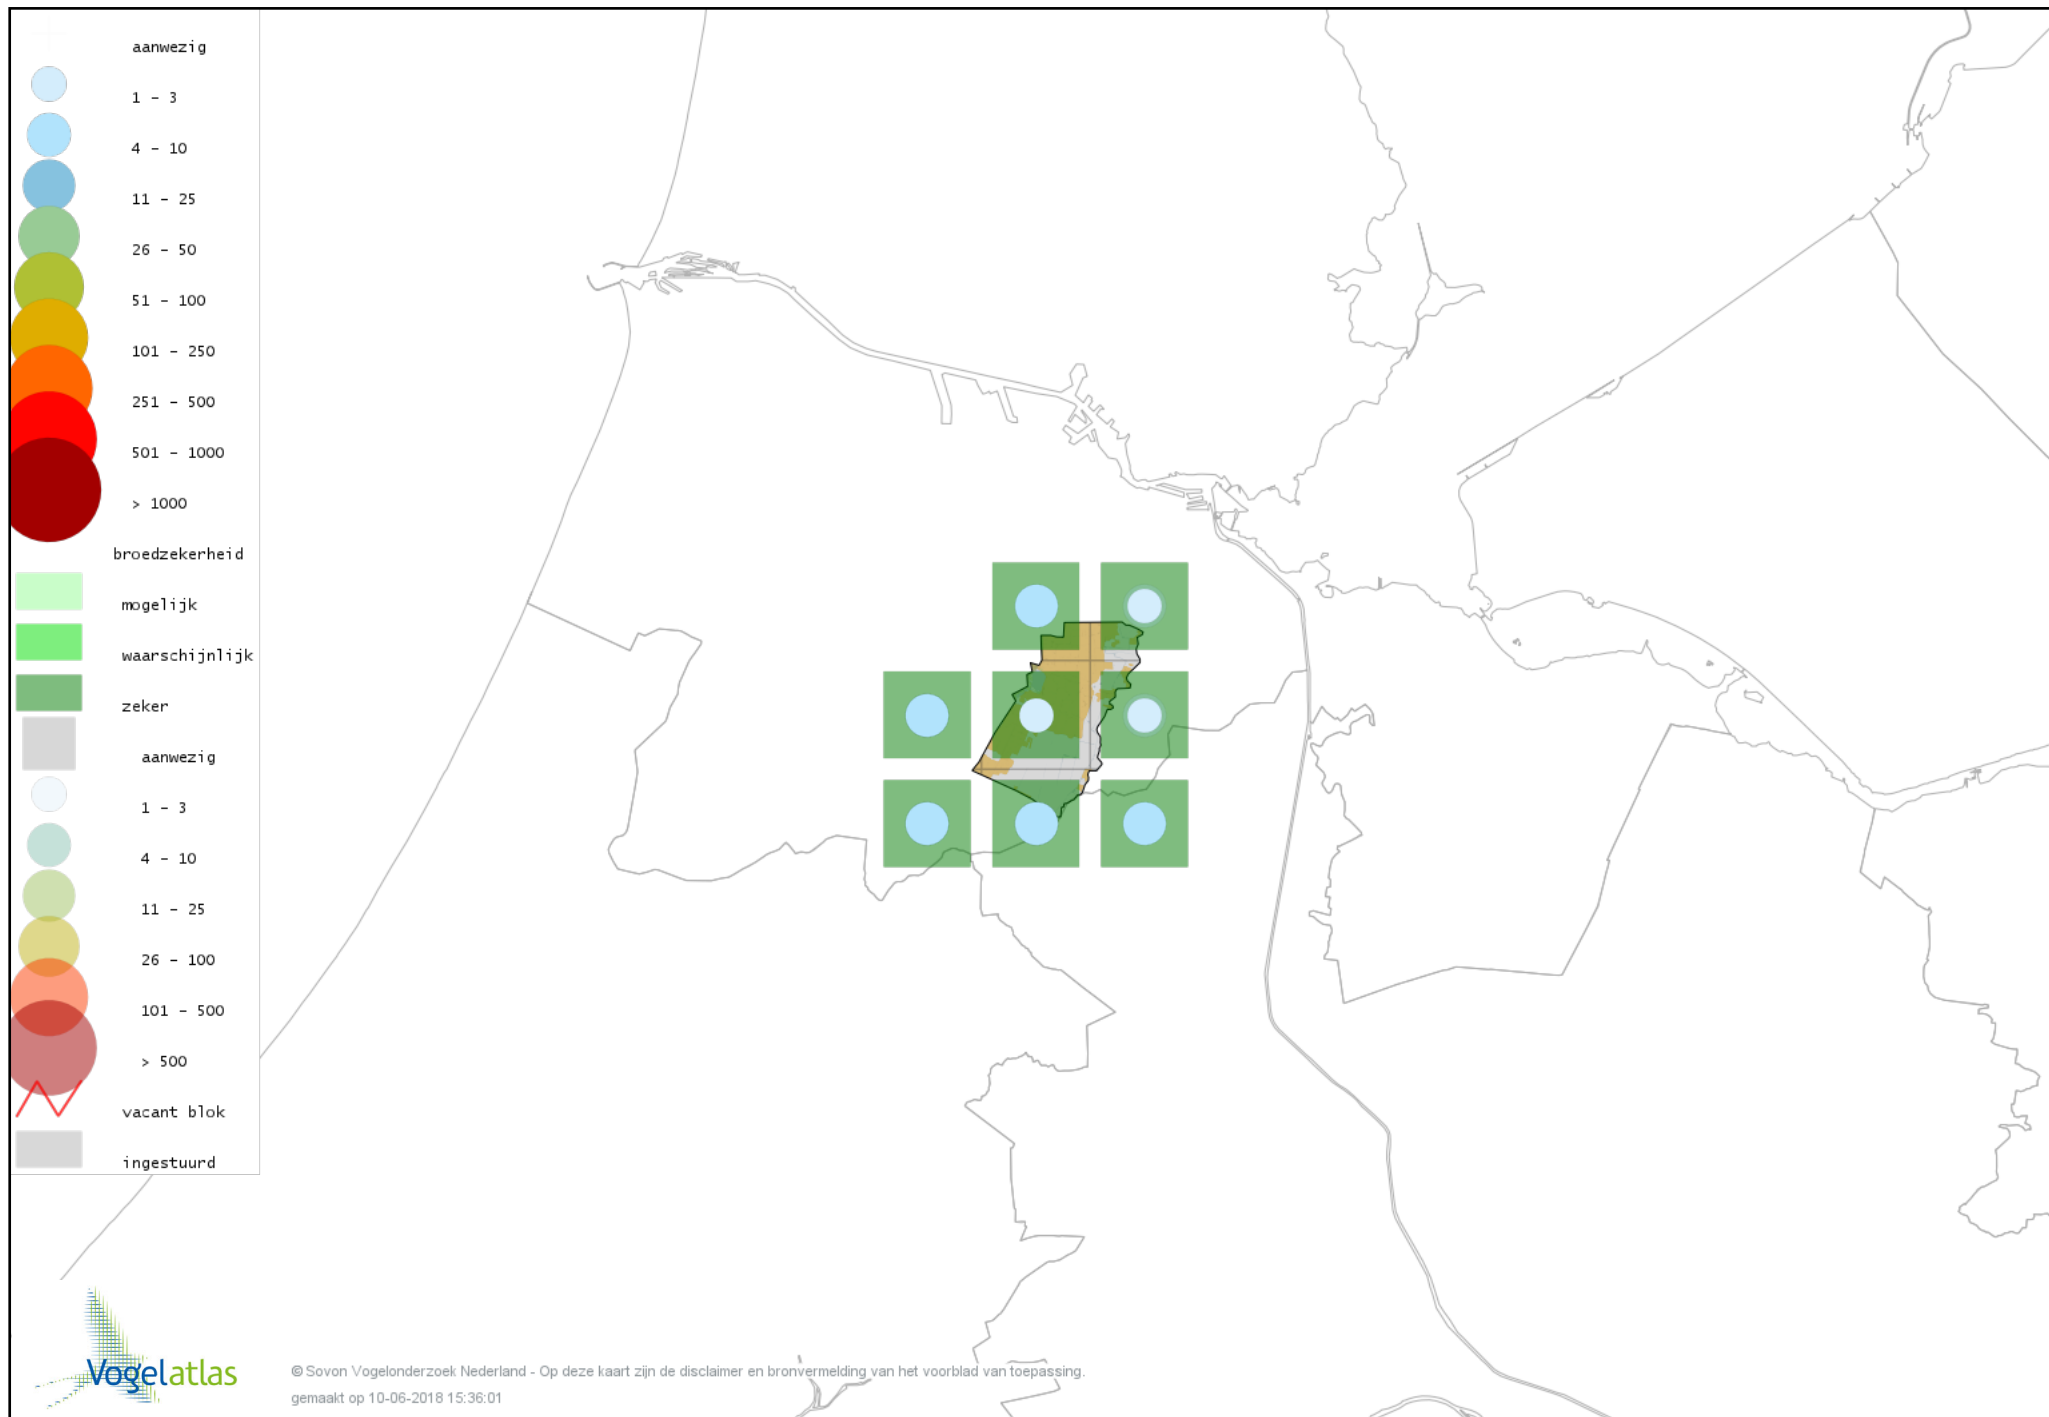 aanwezig
1 - 3
4 - 10
11 - 25
26 - 50
51 - 100
101 - 250
251 - 500
501 - 1000
> 1000
broedzekerheid
mogelijk
waarschijnlijk
zeker
aanwezig
1 - 3
4 - 10
11 - 25
26 - 100
101 - 500
> 500
vacant blok
ingestuurd
Vogelatlas
© Sovon Vogelonderzoek Nederland - Op deze kaart zijn de disclaimer en bronvermelding van het voorblad van toepassing.
gemaakt op 10-06-2018 15:36:01